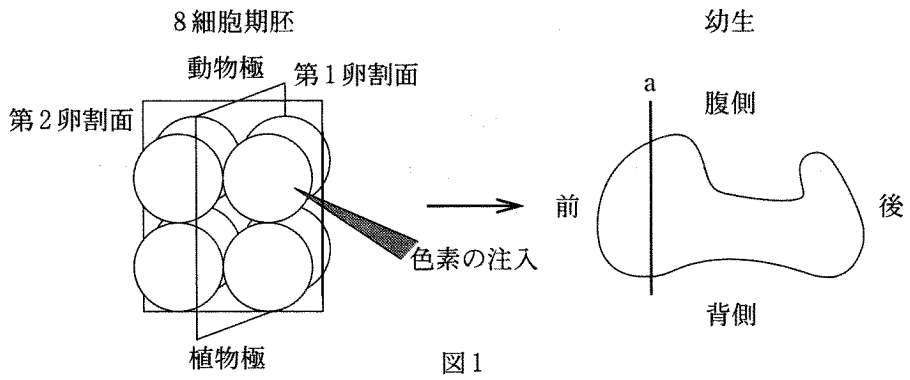 8細胞期胚
幼生
動物極
第1卵割面
第2卵割面
a
腹側
前
後
色素の注入
背側
植物極
図1